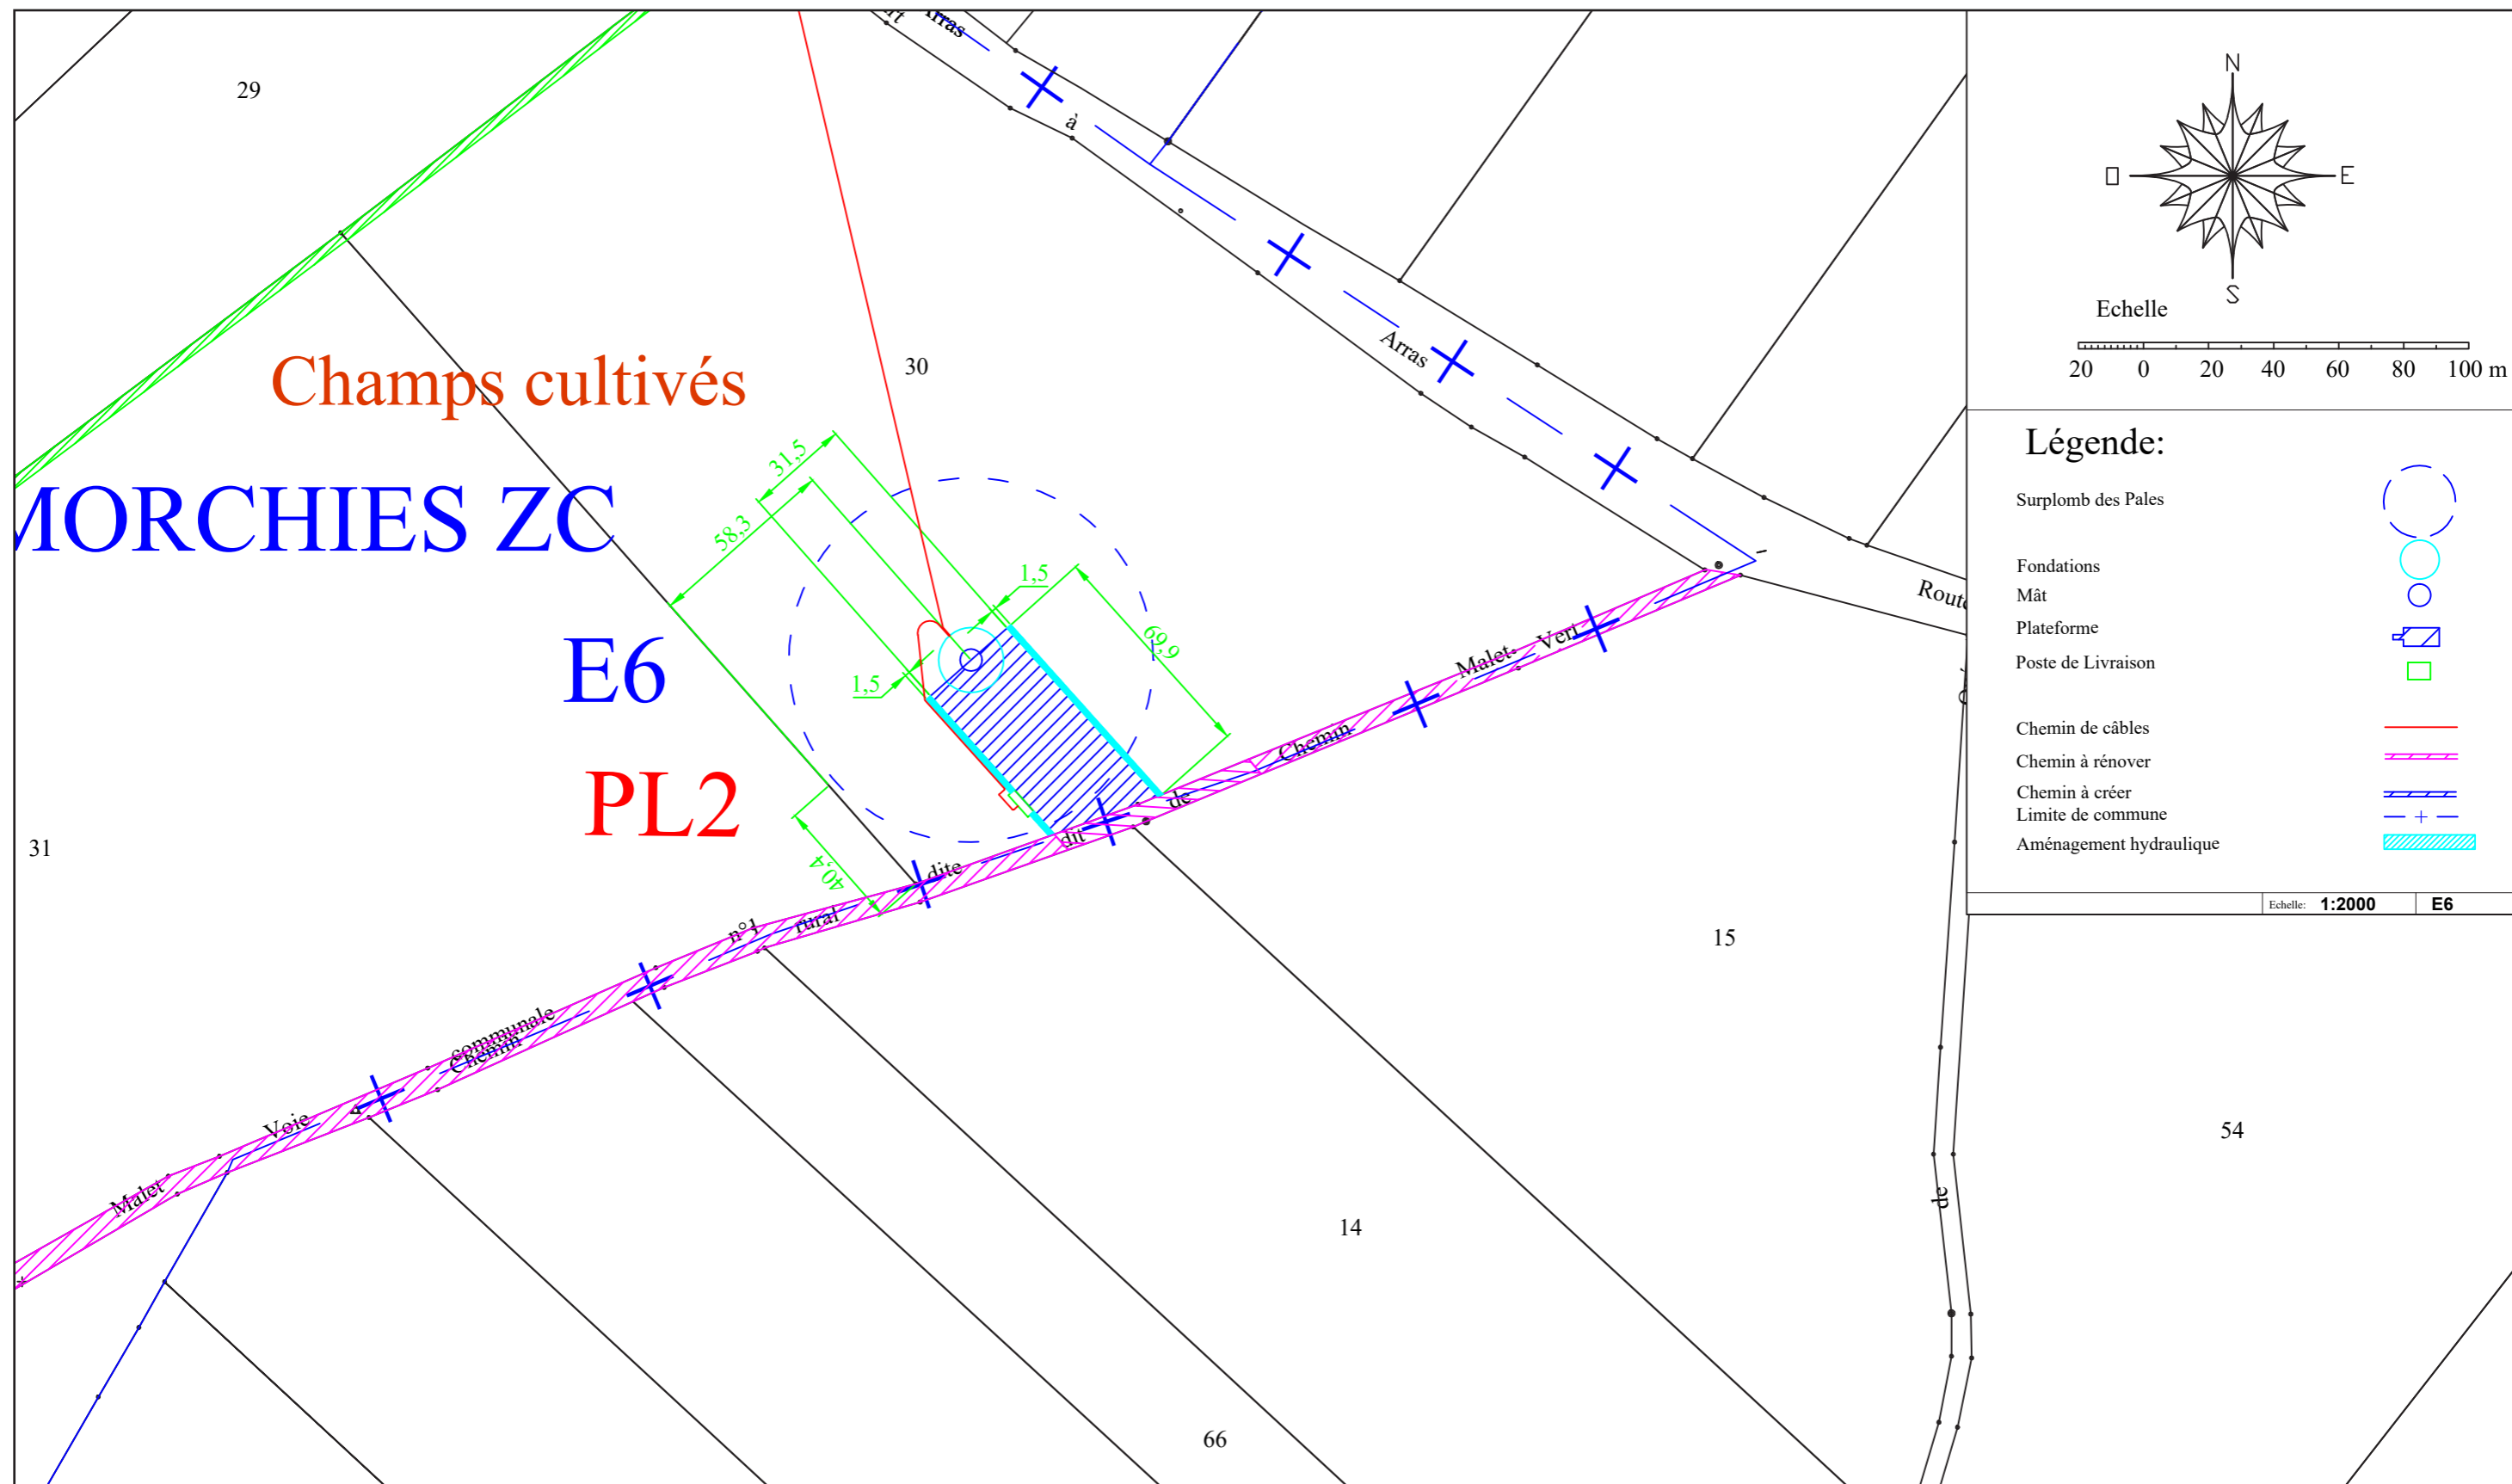 Arras
à
29
30
Champs cultivés
Arras
31,5
58,3
MORCHIES ZC
1,5
69,9
E6
1,5
PL2
40,4
31
Route
Malet Vert
Chemin
de
dit
dite
rural
n°1
communale
Chemin
Voie
Malet
15
14
66
54
de
N
O
E
S
Echelle
20 0 20 40 60 80 100 m
Légende:
Surplomb des Pales
Fondations
Mât
Plateforme
Poste de Livraison
Chemin de câbles
Chemin à rénover
Chemin à créer
Limite de commune
Aménagement hydraulique
Echelle: 1:2000 E6